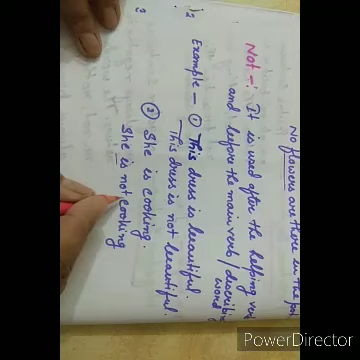 No flowers are there in the
Not -: It is used after the helping ver
and before the main verb / describing
word
Example - ① This dress is beautiful.
This dress is not beautiful.
② She is cooking.
She is not cooking
PowerDirector